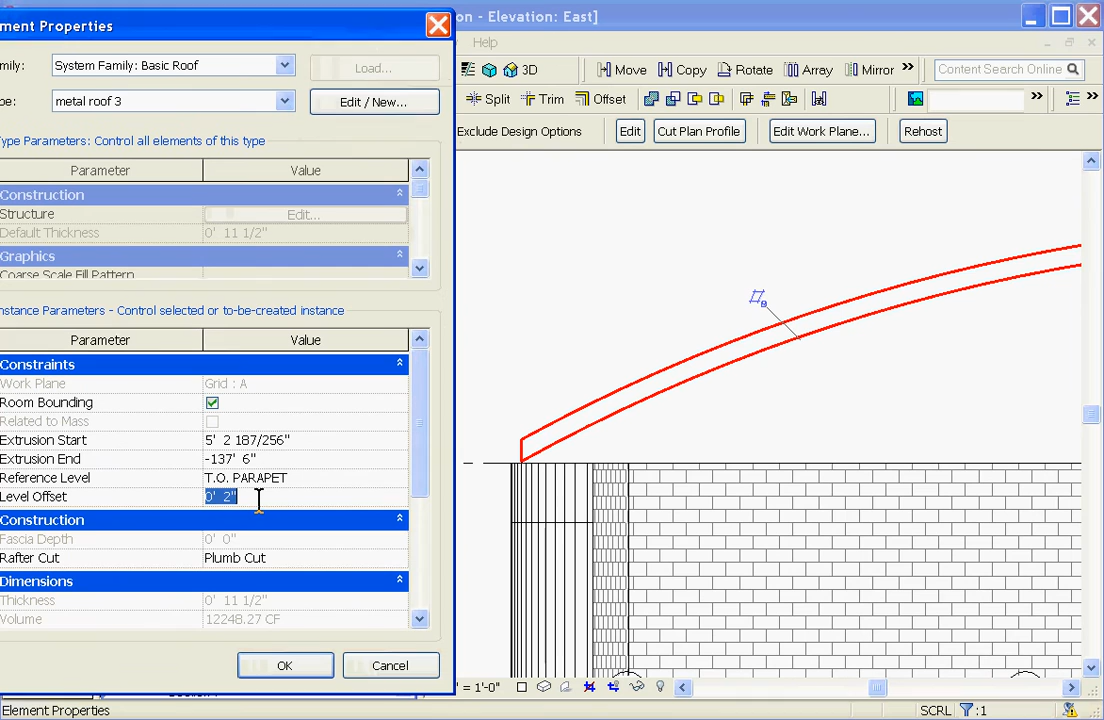 ment Properties
on - Elevation: East]
Help
mily:
System Family: Basic Roof
Load...
pe:
metal roof 3
Edit / New...
Type Parameters: Control all elements of this type
Parameter
Value
Construction
Structure
Edit...
Default Thickness
0' 11 1/2"
Graphics
Coarse Scale Fill Pattern
nstance Parameters - Control selected or to-be-created instance
Parameter
Value
Constraints
Work Plane
Grid : A
Room Bounding
Related to Mass
Extrusion Start
5' 2 187/256"
Extrusion End
-137' 6"
Reference Level
T.O. PARAPET
Level Offset
0' 2"
Construction
Fascia Depth
0' 0"
Rafter Cut
Plumb Cut
Dimensions
Thickness
0' 11 1/2"
Volume
12248.27 CF
OK
Cancel
3D
Move
Copy
Rotate
Array
Mirror
Content Search Online
Split
Trim
Offset
Exclude Design Options
Edit
Cut Plan Profile
Edit Work Plane...
Rehost
= 1'-0"
Element Properties
SCRL
:1